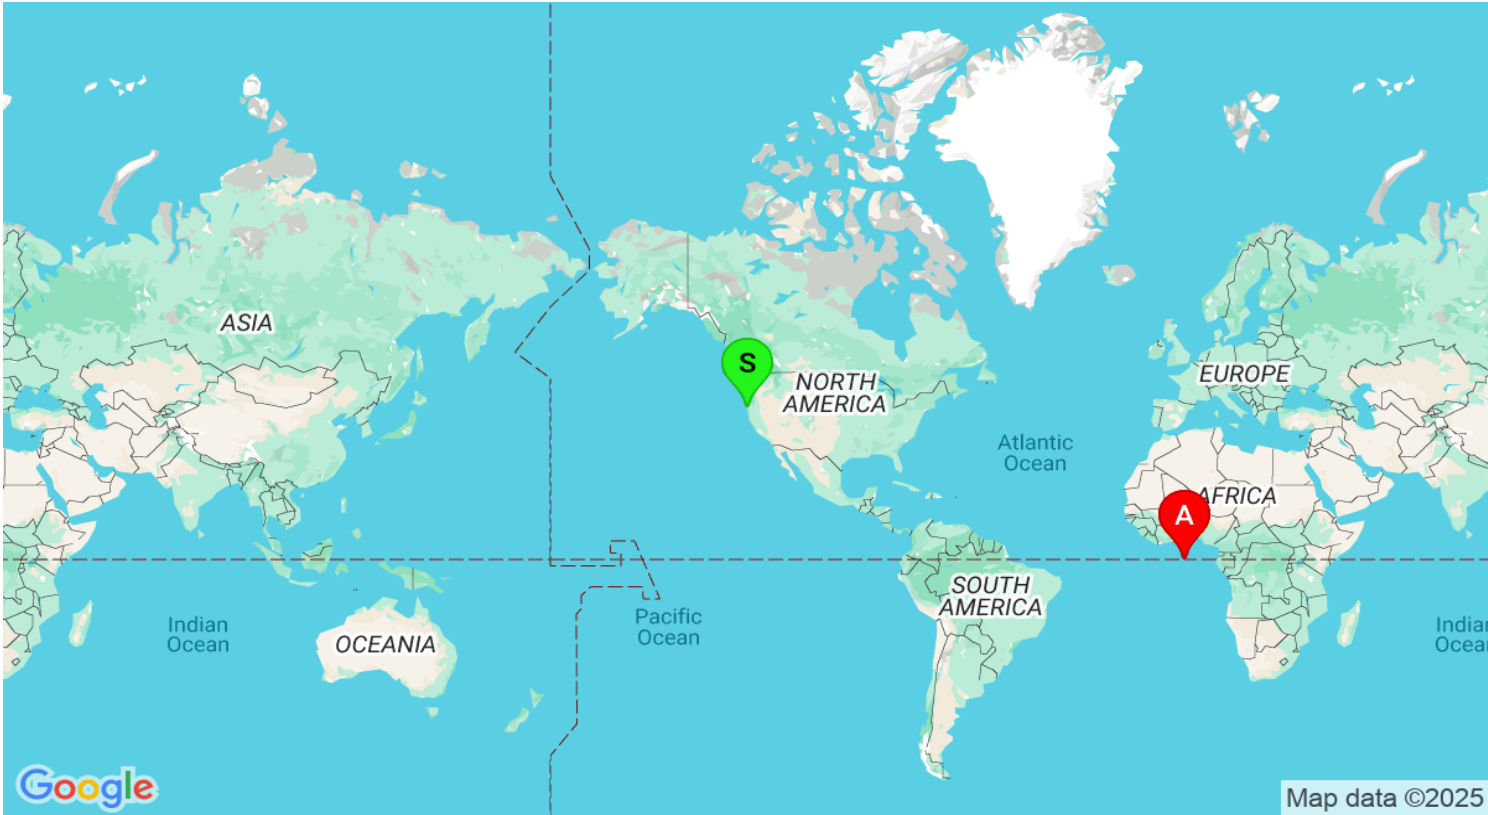 ASIA
S
NORTH
AMERICA
EUROPE
Atlantic
Ocean
AFRICA
A
SOUTH
AMERICA
Pacific
Ocean
Indian
Ocean
OCEANIA
Indian
Ocean
Google
Map data ©2025